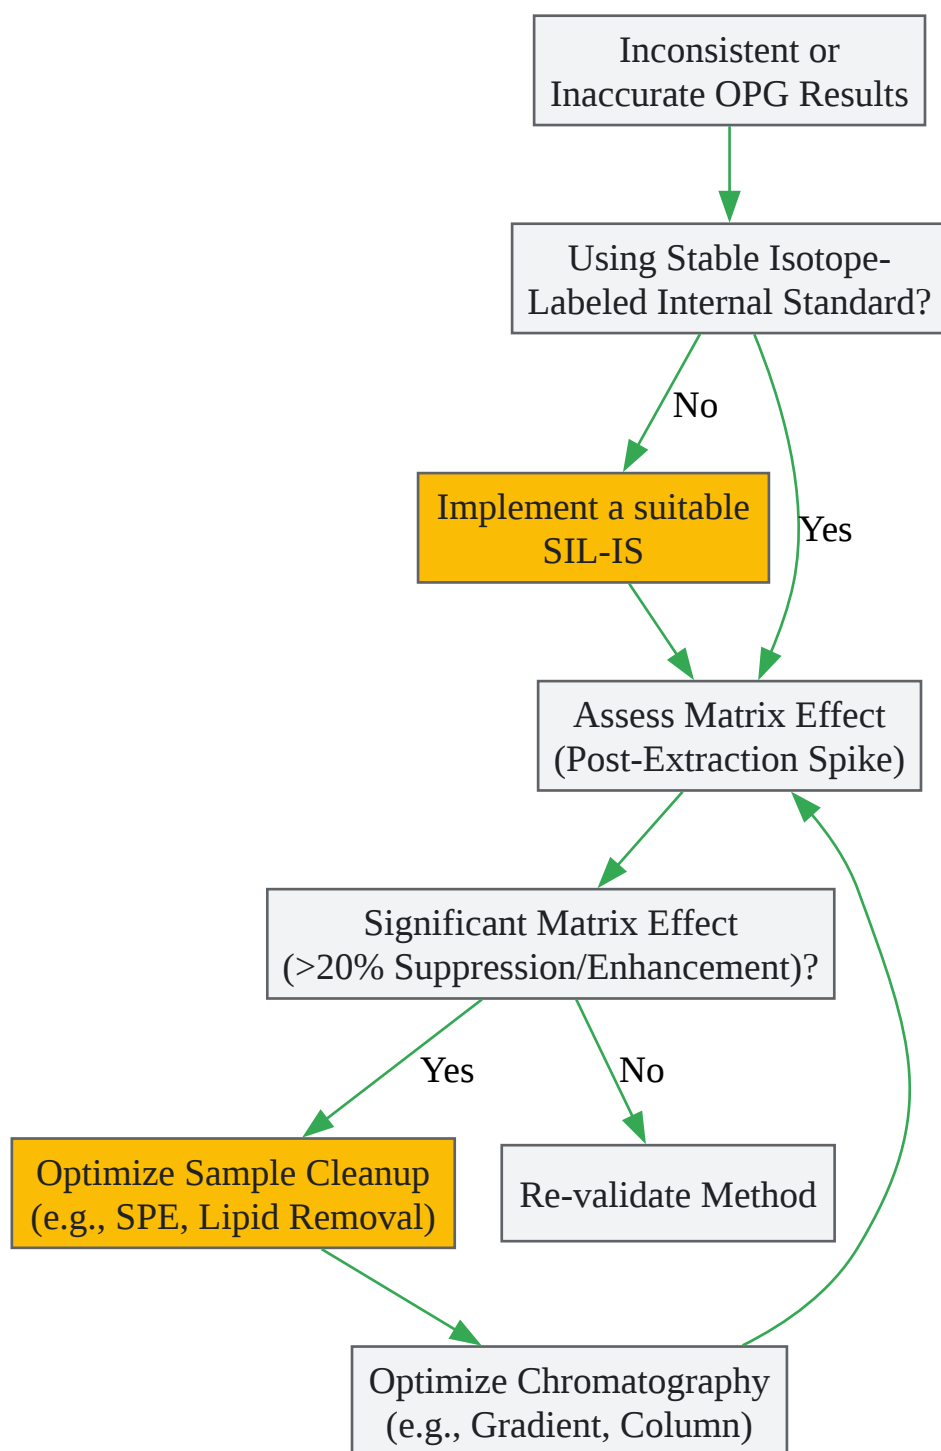 Inconsistent or
Inaccurate OPG Results
Using Stable Isotope-
Labeled Internal Standard?
No
Implement a suitable
SIL-IS
Yes
Assess Matrix Effect
(Post-Extraction Spike)
Significant Matrix Effect
(>20% Suppression/Enhancement)?
Yes
No
Optimize Sample Cleanup
(e.g., SPE, Lipid Removal)
Re-validate Method
Optimize Chromatography
(e.g., Gradient, Column)